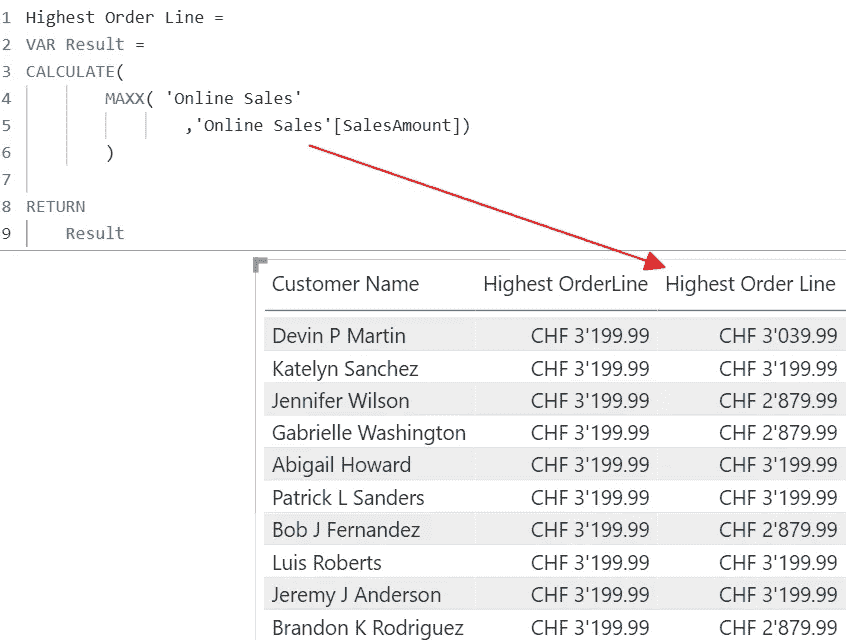 1 Highest Order Line =
2 VAR Result =
3 CALCULATE(
4 MAXX( 'Online Sales'
5 ,'Online Sales'[SalesAmount])
6 )
7
8 RETURN
9 Result
Customer Name Highest OrderLine Highest Order Line
Devin P Martin CHF 3'199.99 CHF 3'039.99
Katelyn Sanchez CHF 3'199.99 CHF 3'199.99
Jennifer Wilson CHF 3'199.99 CHF 2'879.99
Gabrielle Washington CHF 3'199.99 CHF 2'879.99
Abigail Howard CHF 3'199.99 CHF 3'199.99
Patrick L Sanders CHF 3'199.99 CHF 3'199.99
Bob J Fernandez CHF 3'199.99 CHF 2'879.99
Luis Roberts CHF 3'199.99 CHF 3'199.99
Jeremy J Anderson CHF 3'199.99 CHF 3'199.99
Brandon K Rodriguez CHF 3'199.99 CHF 2'879.99